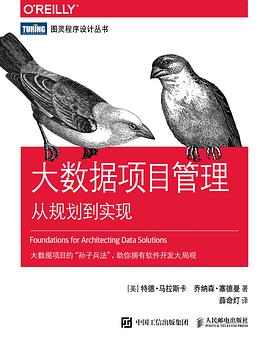 O'REILLY®
TURING 图灵程序设计丛书
大数据项目管理
从规划到实现
Foundations for Architecting Data Solutions
大数据项目的“孙子兵法”，助你拥有软件开发大局观
[美] 特德·马拉斯卡 乔纳森·塞德曼 著
薛命灯 译
中国工信出版集团 人民邮电出版社